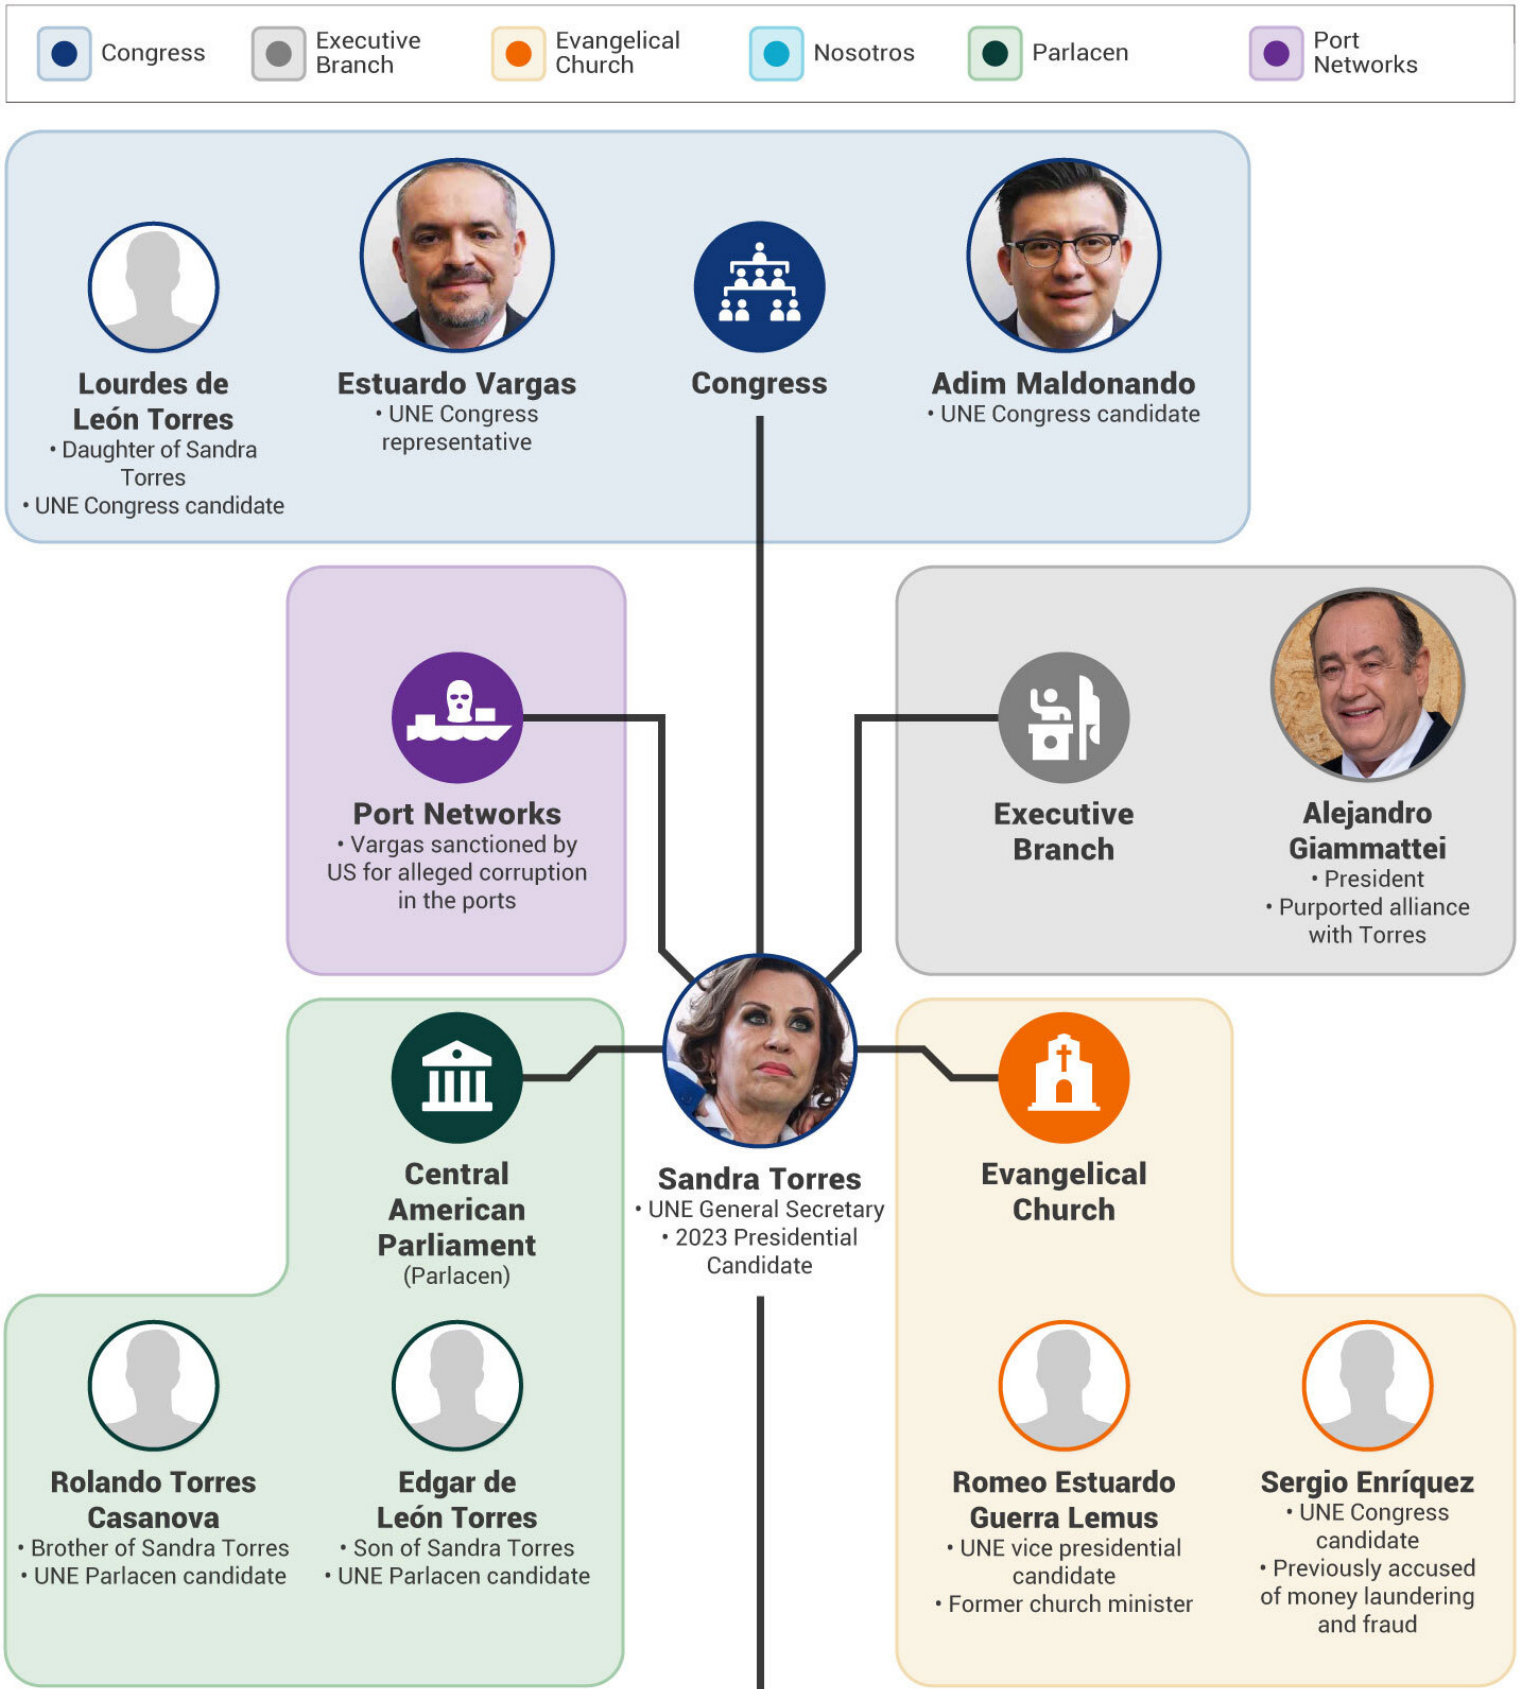 Congress
Executive
Branch
Evangelical
Church
Nosotros
Parlacen
Port
Networks
Lourdes de
León Torres
• Daughter of Sandra
Torres
• UNE Congress candidate
Estuardo Vargas
• UNE Congress
representative
Congress
Adim Maldonando
• UNE Congress candidate
Port Networks
• Vargas sanctioned by
US for alleged corruption
in the ports
Executive
Branch
Alejandro
Giammattei
• President
• Purported alliance
with Torres
Central
American
Parliament
(Parlacen)
Sandra Torres
• UNE General Secretary
• 2023 Presidential
Candidate
Evangelical
Church
Rolando Torres
Casanova
• Brother of Sandra Torres
• UNE Parlacen candidate
Edgar de
León Torres
• Son of Sandra Torres
• UNE Parlacen candidate
Romeo Estuardo
Guerra Lemus
• UNE vice presidential
candidate
• Former church minister
Sergio Enríquez
• UNE Congress
candidate
• Previously accused
of money laundering
and fraud